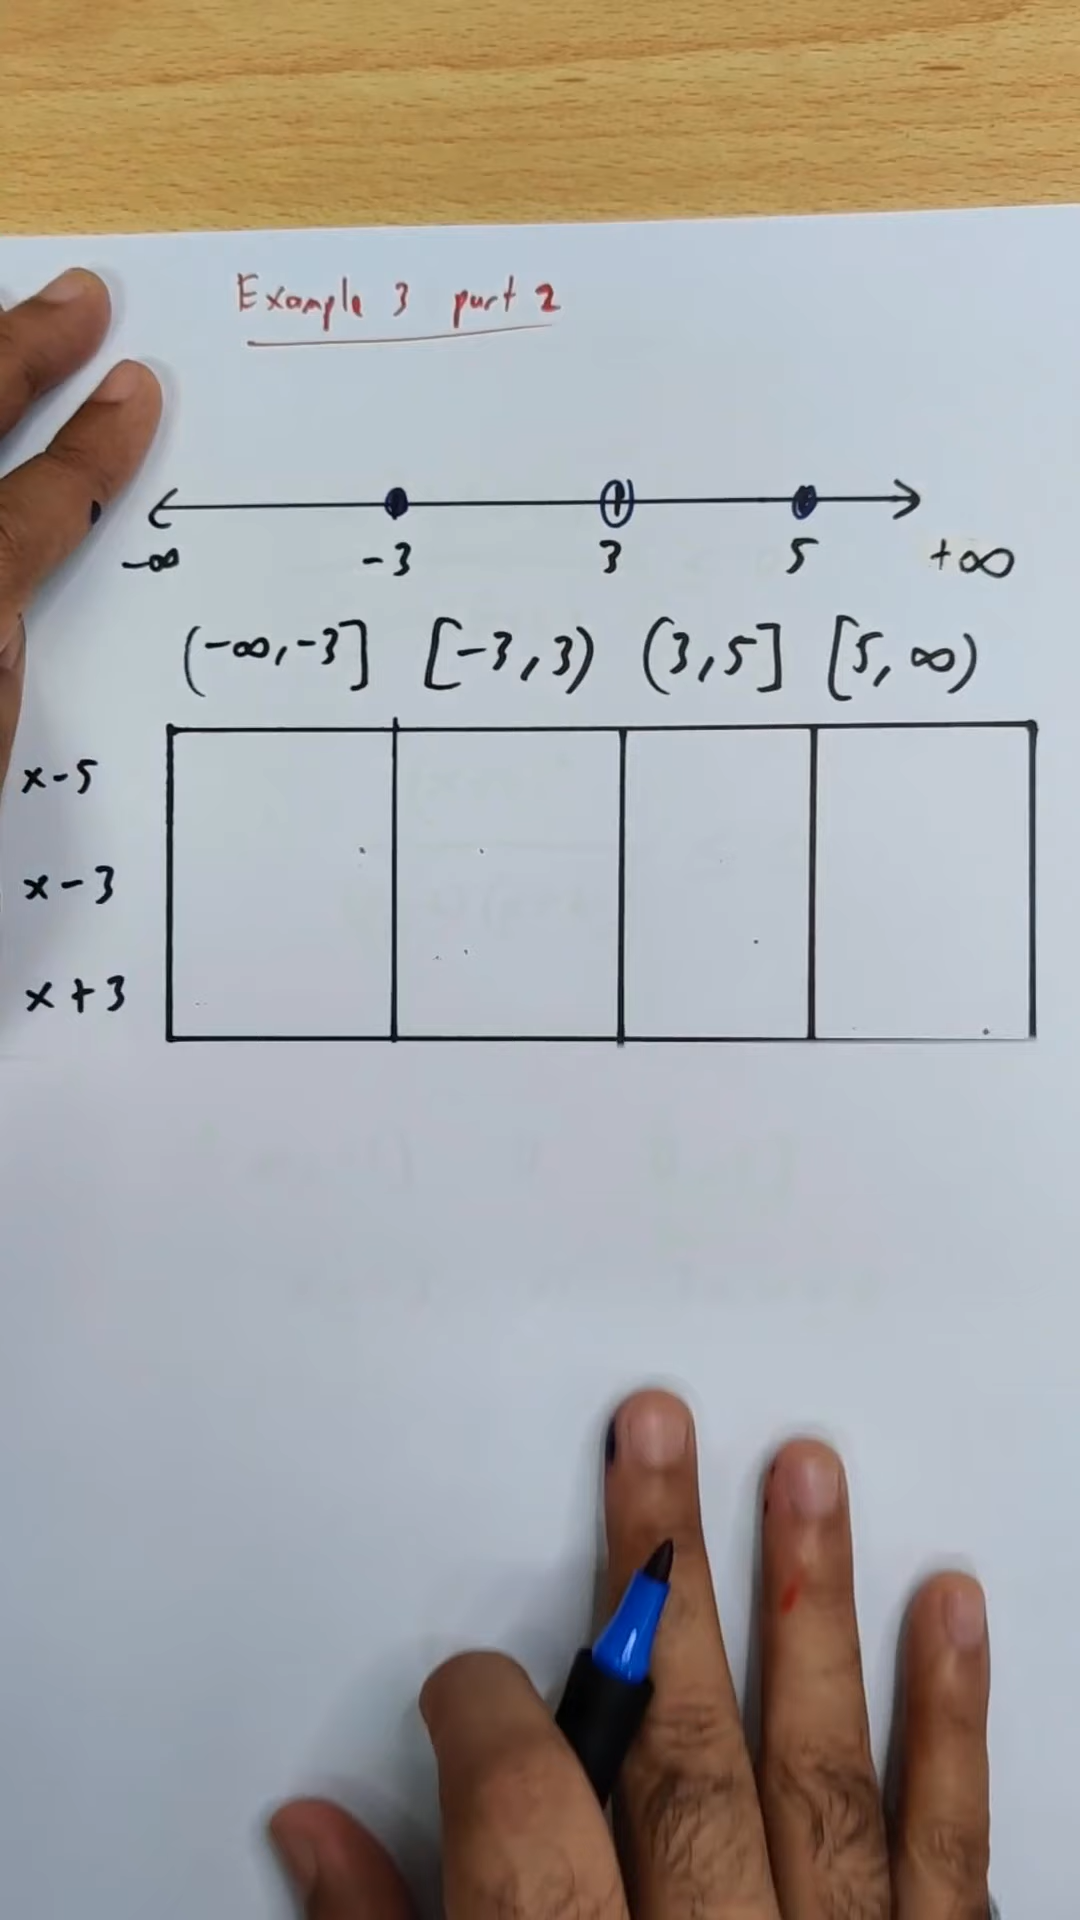 Example 3 part 2
-∞ -3 3 5 +∞
(-∞,-3] [-3,3) (3,5] [5,∞)
x-5
x-3
x+3